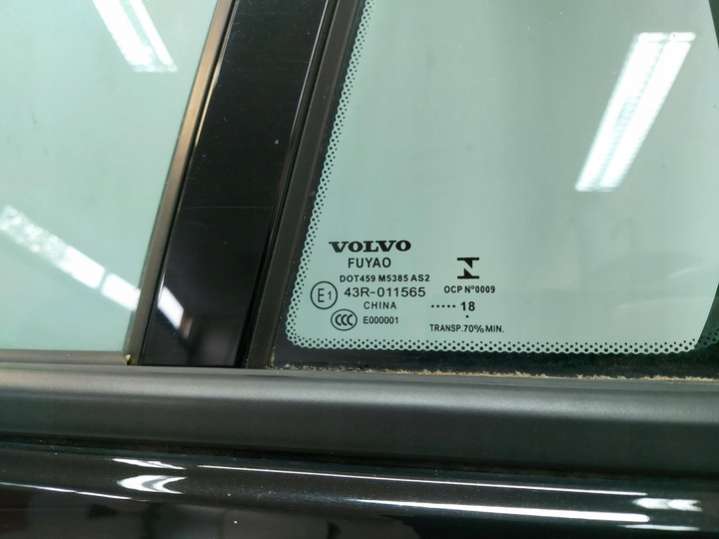 VOLVO
FUYAO
DOT459 M5385 AS2
E1 43R-011565
CHINA
CCC E000001
OCP Nº0009
..... 18
.
TRANSP.70%MIN.